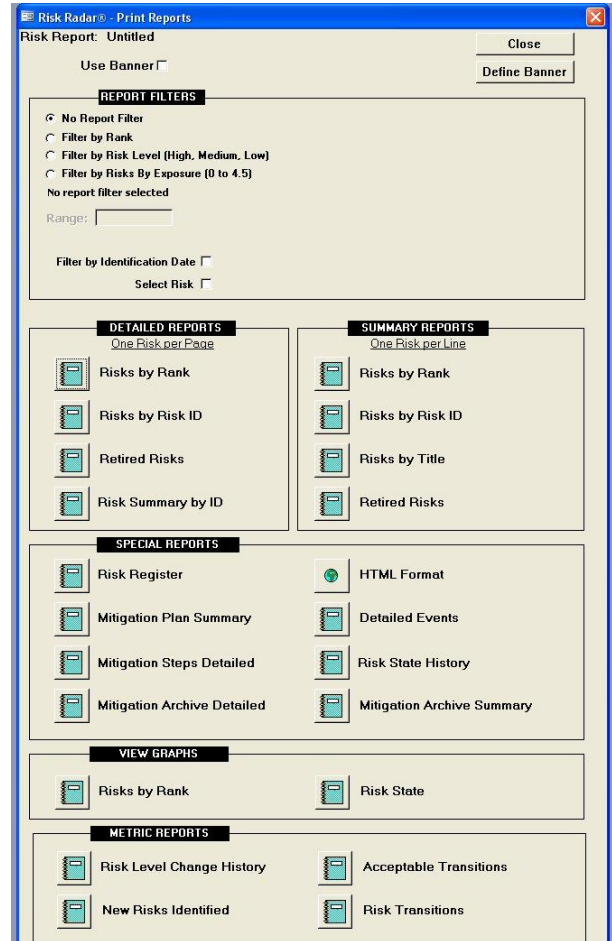 Risk Radar® - Print Reports
Risk Report: Untitled
Close
Use Banner
Define Banner
REPORT FILTERS
No Report Filter
Filter by Rank
Filter by Risk Level (High, Medium, Low)
Filter by Risks By Exposure (0 to 4.5)
No report filter selected
Range:
Filter by Identification Date
Select Risk
DETAILED REPORTS
One Risk per Page
Risks by Rank
Risks by Risk ID
Retired Risks
Risk Summary by ID
SUMMARY REPORTS
One Risk per Line
Risks by Rank
Risks by Risk ID
Risks by Title
Retired Risks
SPECIAL REPORTS
Risk Register
HTML Format
Mitigation Plan Summary
Detailed Events
Mitigation Steps Detailed
Risk State History
Mitigation Archive Detailed
Mitigation Archive Summary
VIEW GRAPHS
Risks by Rank
Risk State
METRIC REPORTS
Risk Level Change History
Acceptable Transitions
New Risks Identified
Risk Transitions